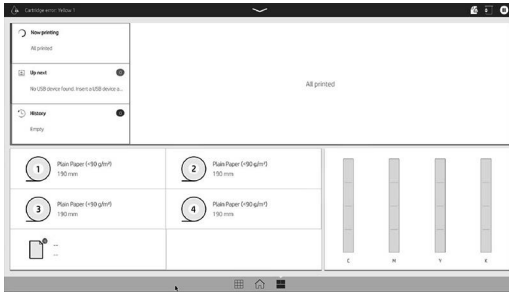 Cartridge error: Yellow 1
Now printing
All printed
Up next
No USB device found. Insert a USB device o...
History
Empty
All printed
1
Plain Paper (<90 g/m²)
190 mm
2
Plain Paper (<90 g/m²)
190 mm
3
Plain Paper (<90 g/m²)
190 mm
4
Plain Paper (<90 g/m²)
190 mm
--
--
C
M
Y
K